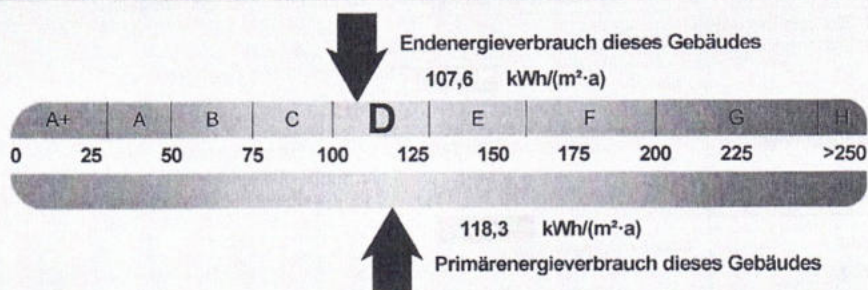 Endenergieverbrauch dieses Gebäudes
107,6 kWh/(m²·a)
A+ A B C D E F G H
0 25 50 75 100 125 150 175 200 225 >250
118,3 kWh/(m²·a)
Primärenergieverbrauch dieses Gebäudes